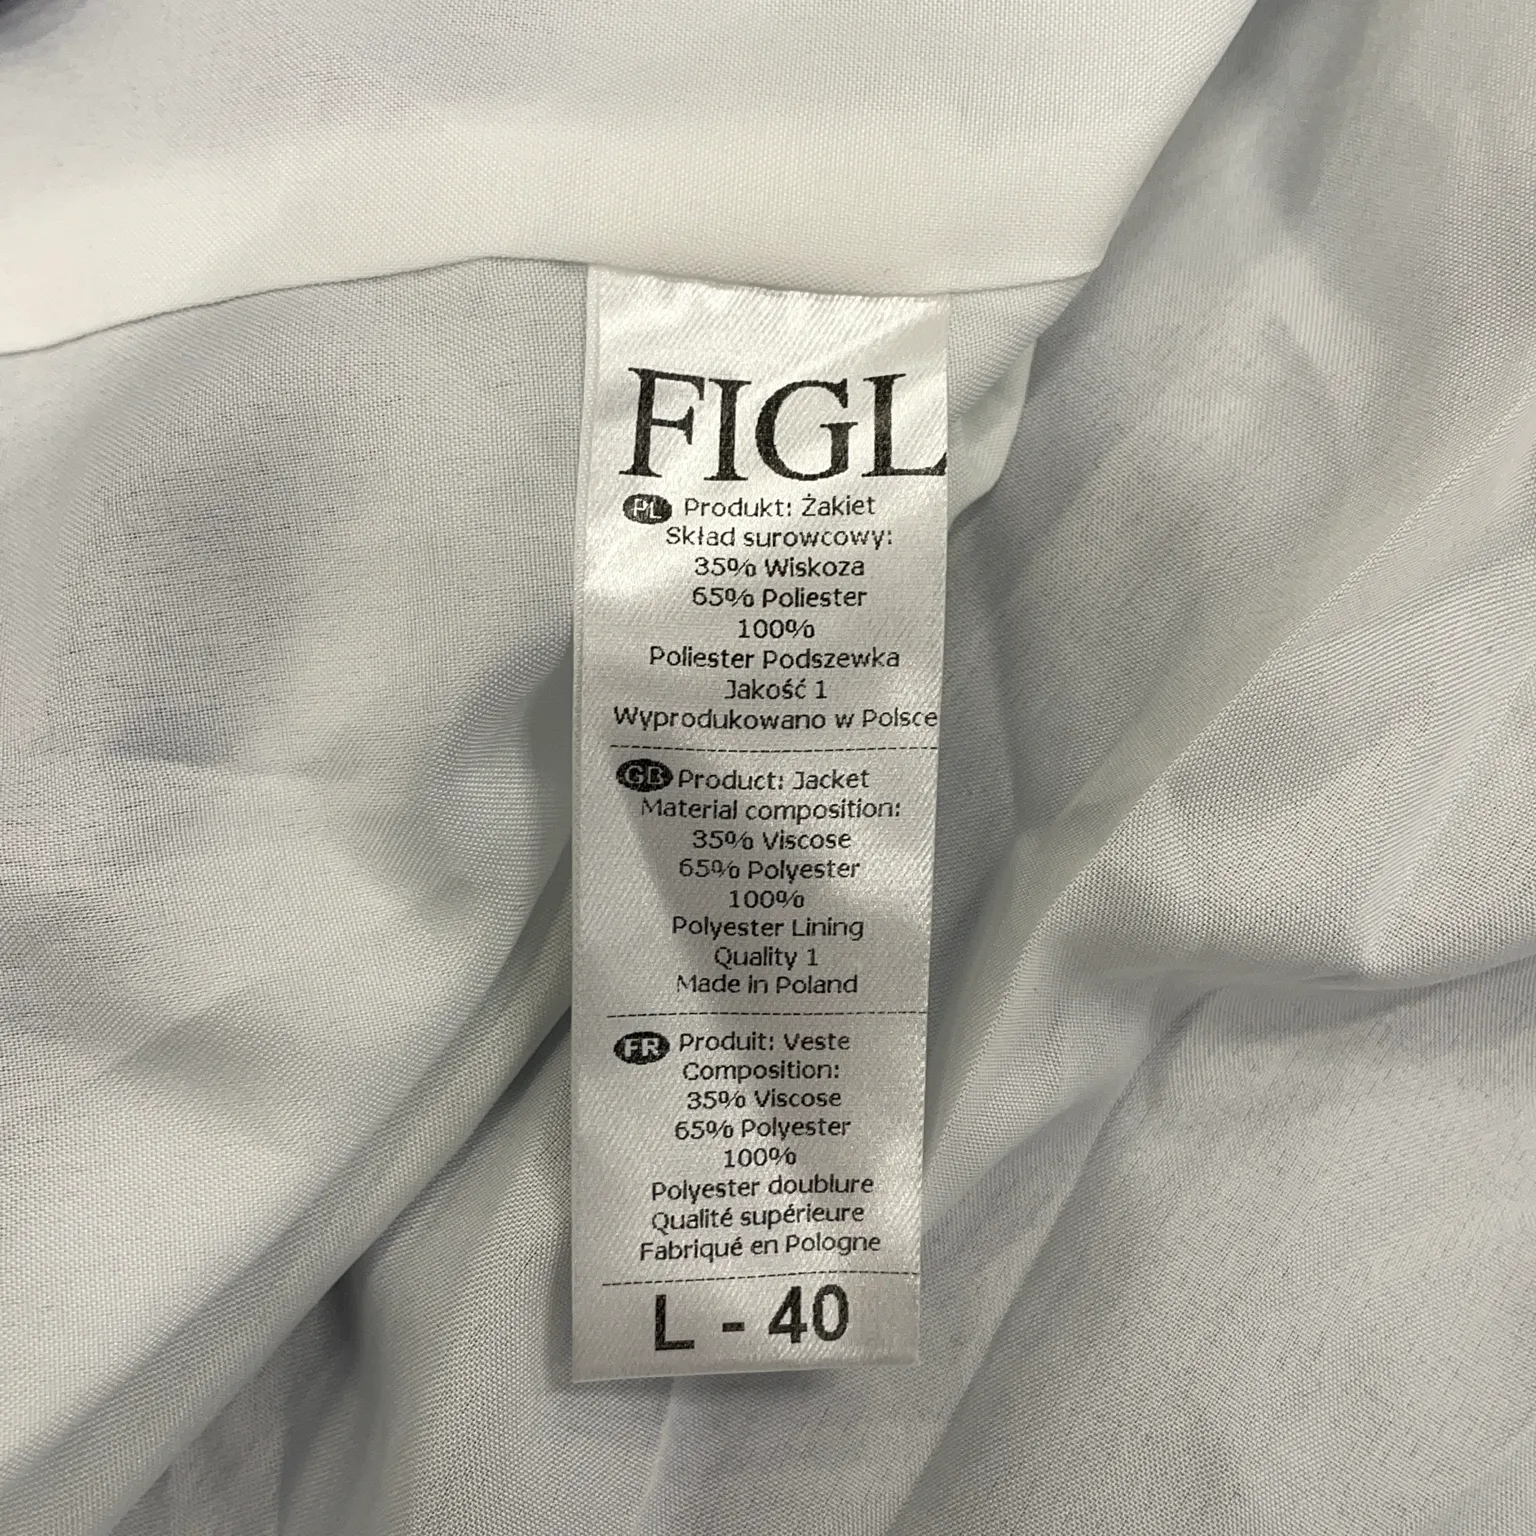 FIGL
PL Produkt: Żakiet
Skład surowcowy:
35% Wiskoza
65% Poliester
100%
Poliester Podszewka
Jakość 1
Wyprodukowano w Polsce
GB Product: Jacket
Material composition:
35% Viscose
65% Polyester
100%
Polyester Lining
Quality 1
Made in Poland
FR Produit: Veste
Composition:
35% Viscose
65% Polyester
100%
Polyester doublure
Qualité supérieure
Fabriqué en Pologne
L - 40